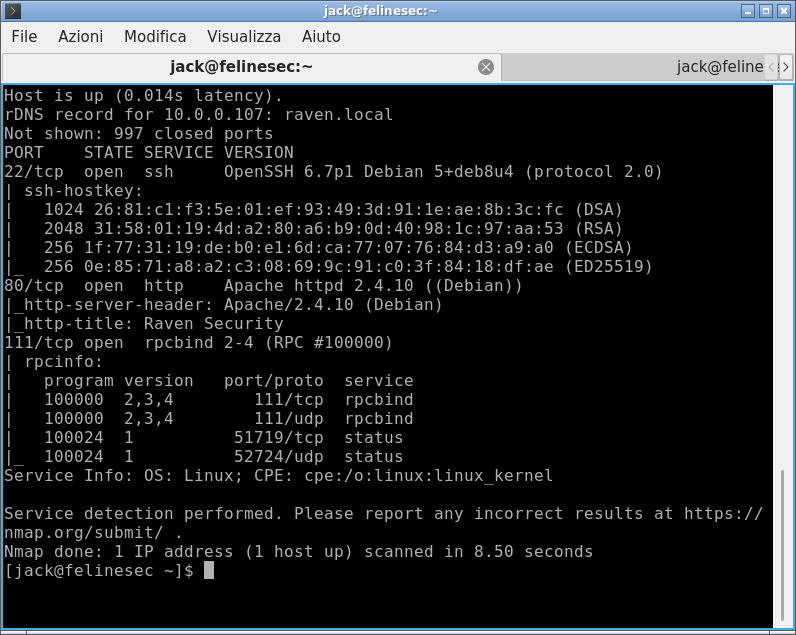 jack@felinesec:~
File Azioni Modifica Visualizza Aiuto
jack@felinesec:~ jack@feline
Host is up (0.014s latency).
rDNS record for 10.0.0.107: raven.local
Not shown: 997 closed ports
PORT    STATE SERVICE VERSION
22/tcp  open  ssh     OpenSSH 6.7p1 Debian 5+deb8u4 (protocol 2.0)
| ssh-hostkey:
|   1024 26:81:c1:f3:5e:01:ef:93:49:3d:91:1e:ae:8b:3c:fc (DSA)
|   2048 31:58:01:19:4d:a2:80:a6:b9:0d:40:98:1c:97:aa:53 (RSA)
|   256 1f:77:31:19:de:b0:e1:6d:ca:77:07:76:84:d3:a9:a0 (ECDSA)
|_  256 0e:85:71:a8:a2:c3:08:69:9c:91:c0:3f:84:18:df:ae (ED25519)
80/tcp  open  http    Apache httpd 2.4.10 ((Debian))
|_http-server-header: Apache/2.4.10 (Debian)
|_http-title: Raven Security
111/tcp open  rpcbind 2-4 (RPC #100000)
| rpcinfo:
|   program version   port/proto  service
|   100000  2,3,4        111/tcp  rpcbind
|   100000  2,3,4        111/udp  rpcbind
|   100024  1          51719/tcp  status
|_  100024  1          52724/udp  status
Service Info: OS: Linux; CPE: cpe:/o:linux:linux_kernel
Service detection performed. Please report any incorrect results at https://
nmap.org/submit/ .
Nmap done: 1 IP address (1 host up) scanned in 8.50 seconds
[jack@felinesec ~]$